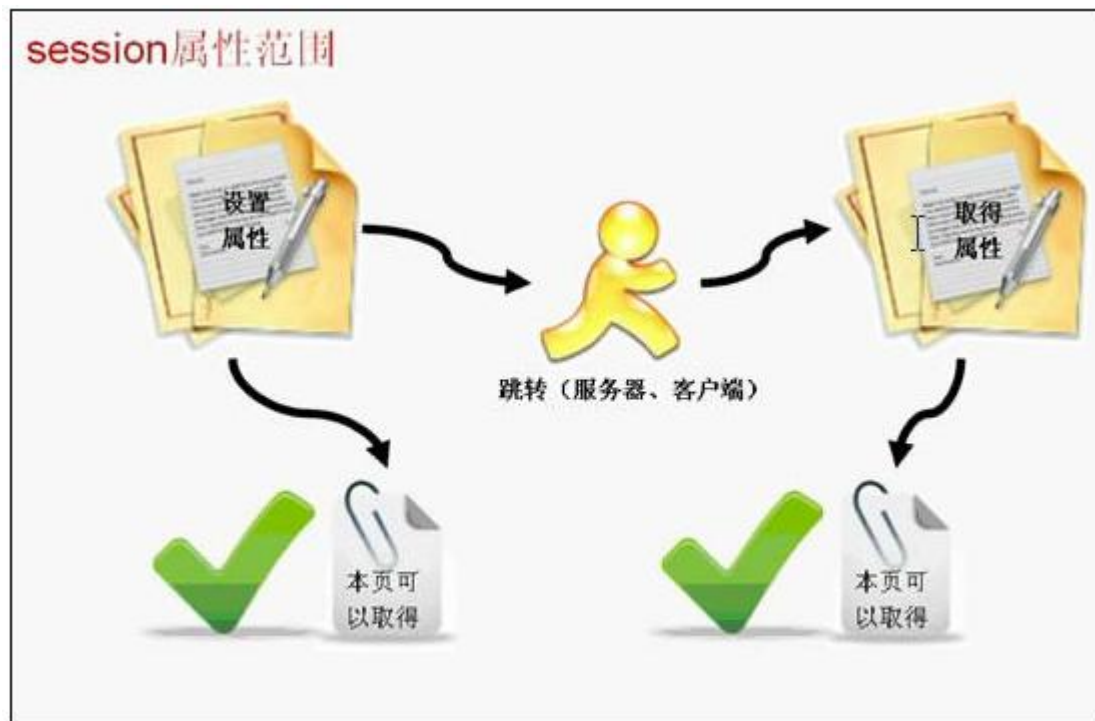 session属性范围
设置
属性
取得
属性
跳转（服务器、客户端）
本页可
以取得
本页可
以取得